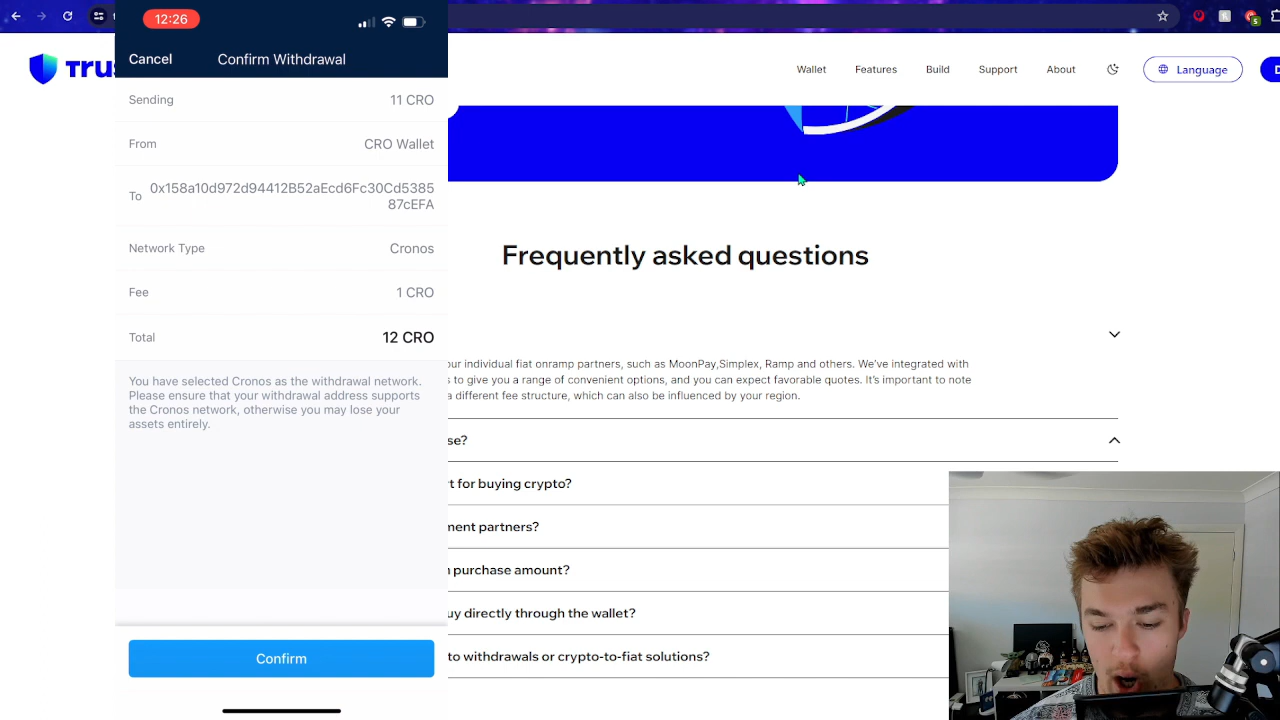 12:26
Cancel
Confirm Withdrawal
Sending
11 CRO
From
CRO Wallet
To
0x158a10d972d94412B52aEcd6Fc30Cd5385
87cEFA
Network Type
Cronos
Fee
1 CRO
Total
12 CRO
You have selected Cronos as the withdrawal network.
Please ensure that your withdrawal address supports
the Cronos network, otherwise you may lose your
assets entirely.
Confirm
Wallet
Features
Build
Support
About
Language
Frequently asked questions
our individual fiat onramp partners, such as MoonPay,Simplex, Ramp and others. We've integrated with
s to give you a range of convenient options, and you can expect favorable quotes. It's important to note
a different fee structure, which can also be influenced by your region.
se?
rt for buying crypto?
ment partners?
n purchase amount?
uy directly through the wallet?
to withdrawals or crypto-to-fiat solutions?